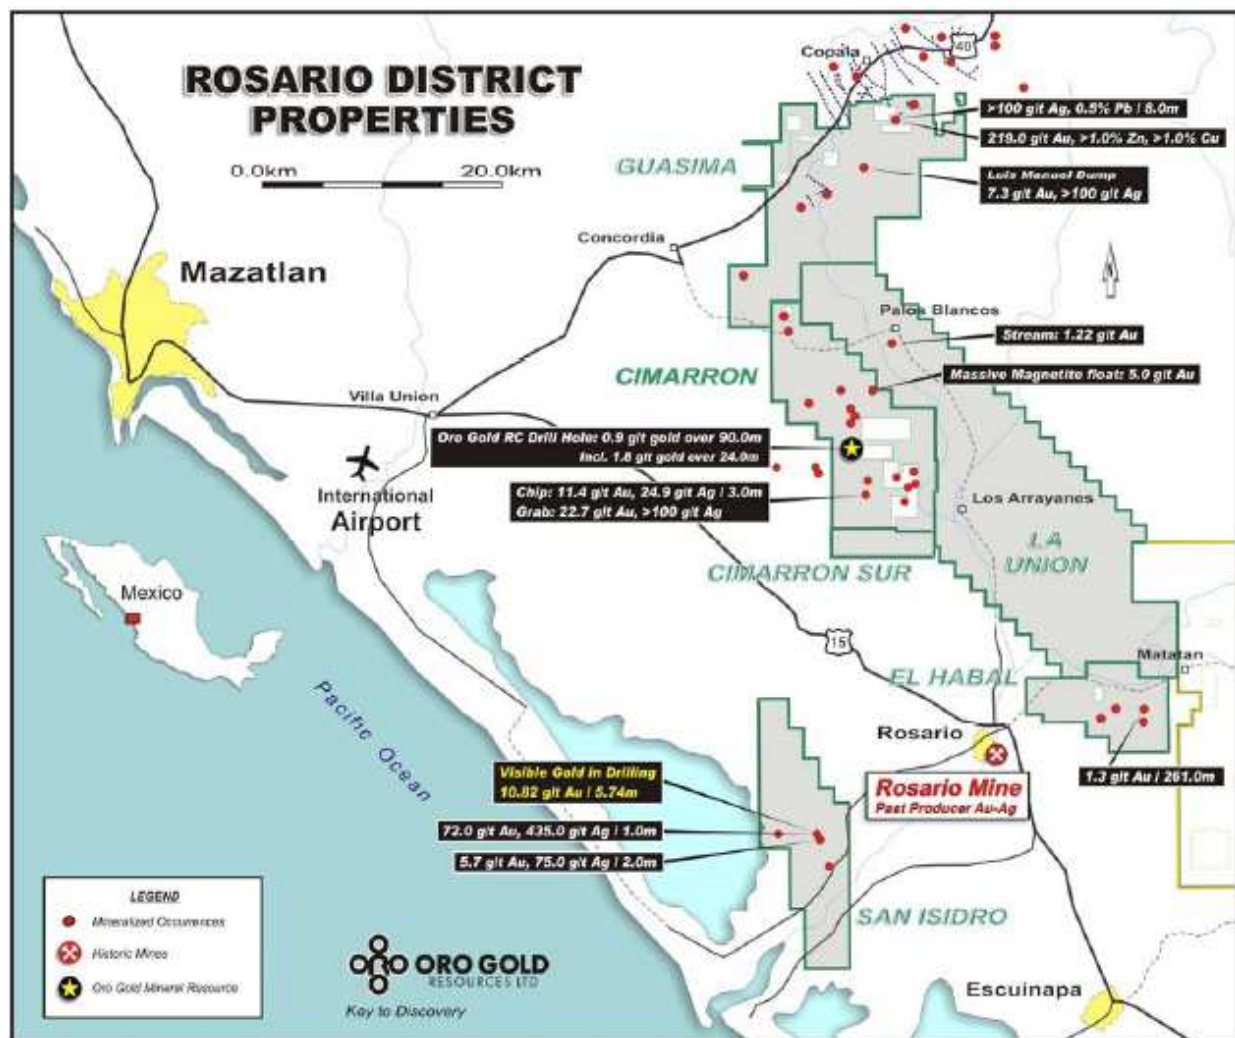 ROSARIO DISTRICT
PROPERTIES
0.0km 20.0km
Copala
40
>100 g/t Ag, 0.5% Pb / 8.0m
219.0 g/t Au, >1.0% Zn, >1.0% Cu
GUASIMA
Luis Manuel Dump
7.3 g/t Au, >100 g/t Ag
Concordia
Mazatlan
Palos Blancos
Stream: 1.22 g/t Au
CIMARRON
Massive Magnetite float: 5.0 g/t Au
Villa Union
Oro Gold RC Drill Hole: 0.9 g/t gold over 90.0m
Incl. 1.6 g/t gold over 24.0m
International
Airport
Chip: 11.4 g/t Au, 24.9 g/t Ag / 3.0m
Grab: 22.7 g/t Au, >100 g/t Ag
Los Arrayanes
LA
UNION
CIMARRON SUR
Mexico
15
Matatan
EL HABAL
Pacific Ocean
Rosario
Visible Gold in Drilling
10.82 g/t Au / 5.74m
Rosario Mine
Past Producer Au-Ag
1.3 g/t Au / 261.0m
72.0 g/t Au, 435.0 g/t Ag / 1.0m
5.7 g/t Au, 75.0 g/t Ag / 2.0m
SAN ISIDRO
LEGEND
Mineralized Occurrences
Historic Mines
Oro Gold Mineral Resource
ORO ORO GOLD
RESOURCES LTD
Key to Discovery
Escuinapa